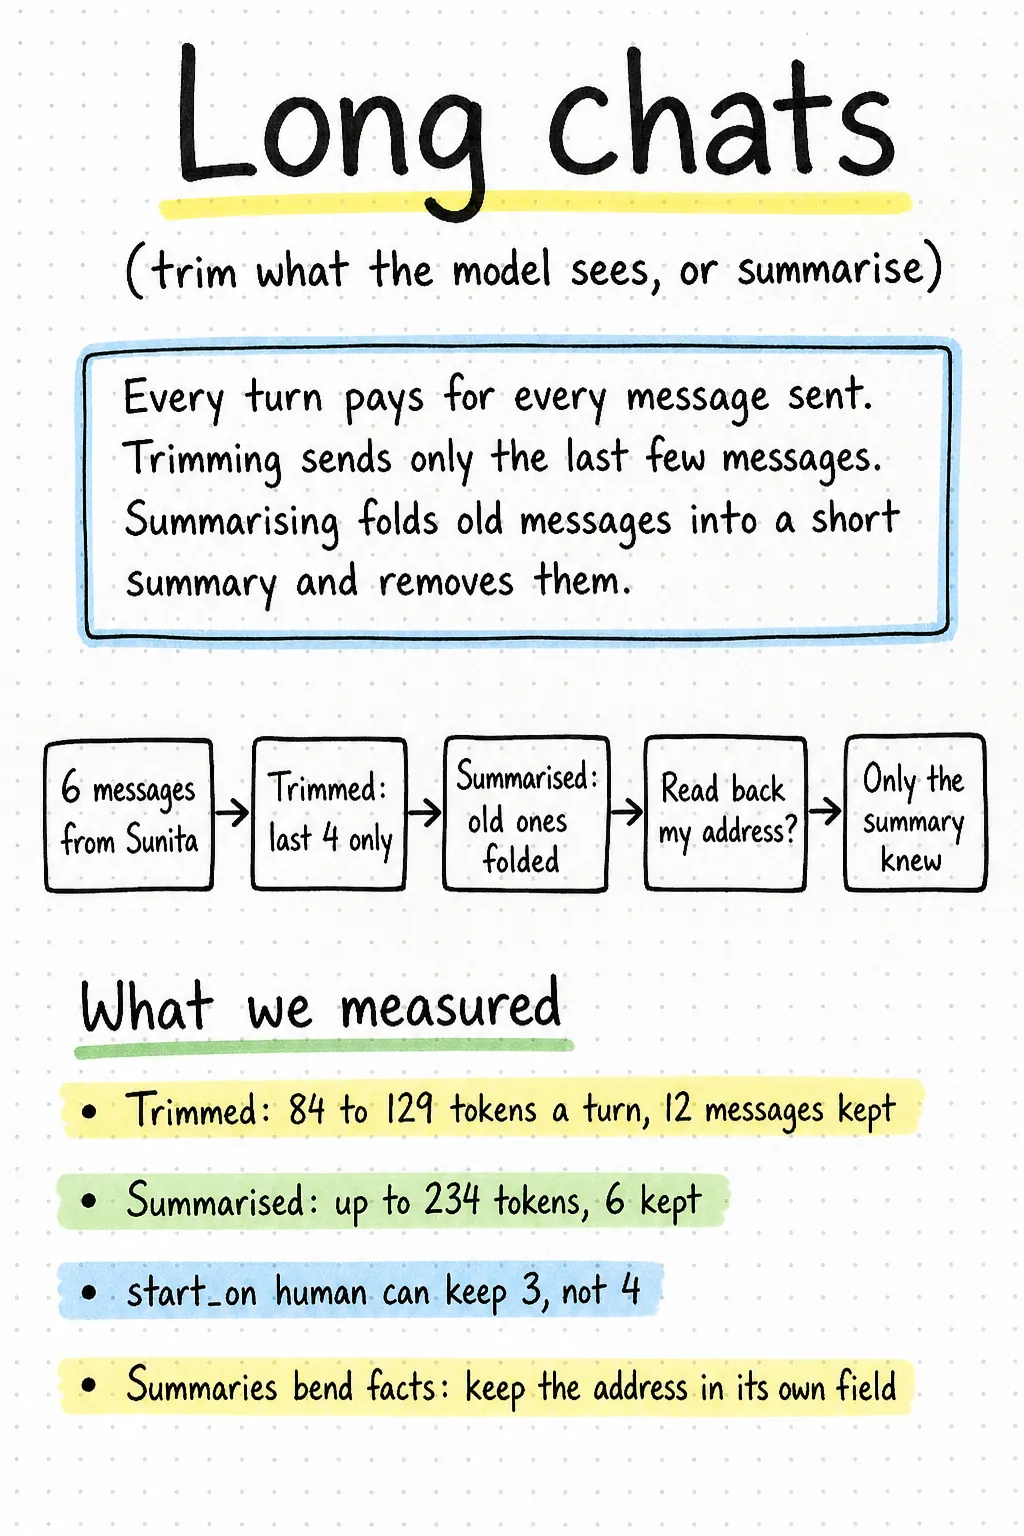 Long chats
(trim what the model sees, or summarise)
Every turn pays for every message sent.
Trimming sends only the last few messages.
Summarising folds old messages into a short
summary and removes them.
6 messages
from Sunita
Trimmed:
last 4 only
Summarised:
old ones
folded
Read back
my address?
Only the
summary
knew
What we measured
• Trimmed: 84 to 129 tokens a turn, 12 messages kept
• Summarised: up to 234 tokens, 6 kept
• start_on human can keep 3, not 4
• Summaries bend facts: keep the address in its own field